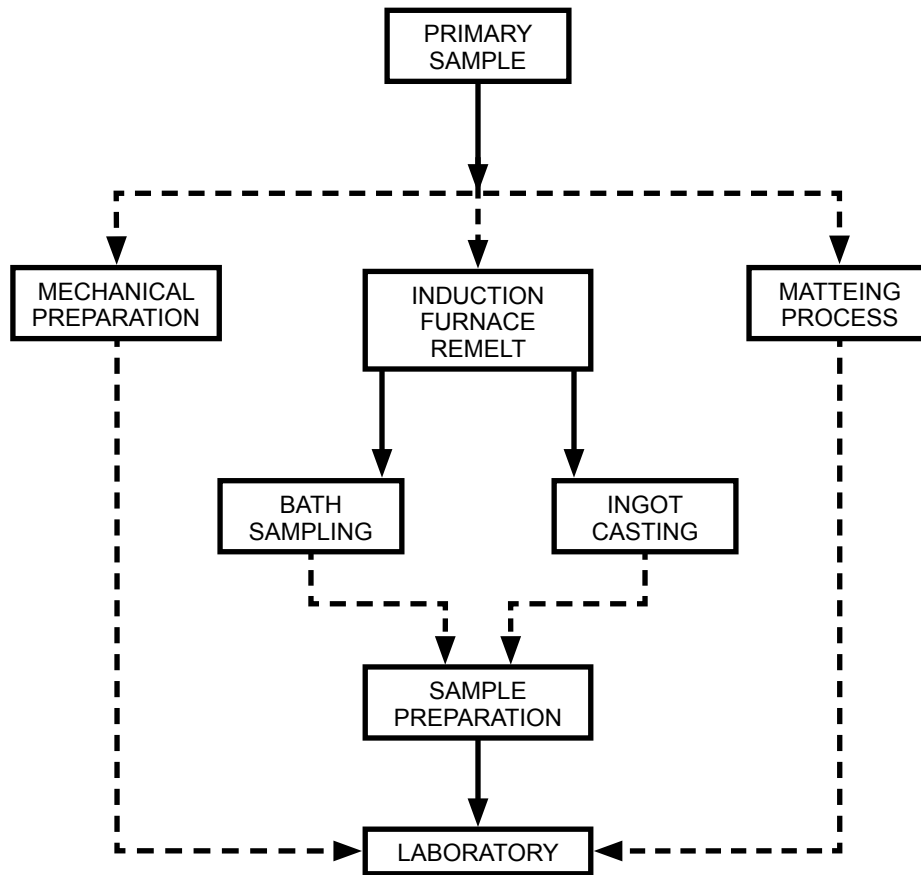 PRIMARY
SAMPLE
MECHANICAL
PREPARATION
INDUCTION
FURNACE
REMELT
MATTEING
PROCESS
BATH
SAMPLING
INGOT
CASTING
SAMPLE
PREPARATION
LABORATORY